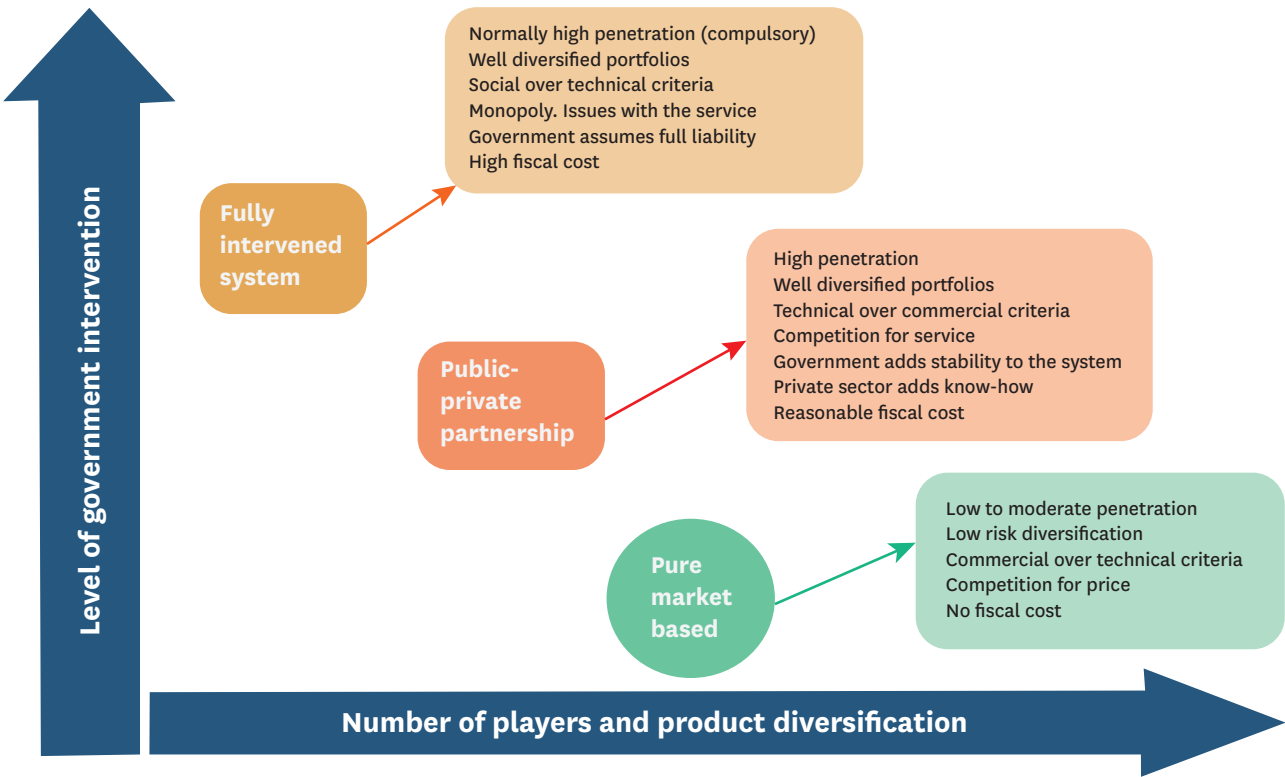 Level of government intervention
Normally high penetration (compulsory)
Well diversified portfolios
Social over technical criteria
Monopoly. Issues with the service
Government assumes full liability
High fiscal cost
Fully
intervened
system
High penetration
Well diversified portfolios
Technical over commercial criteria
Competition for service
Government adds stability to the system
Private sector adds know-how
Reasonable fiscal cost
Public-
private
partnership
Low to moderate penetration
Low risk diversification
Commercial over technical criteria
Competition for price
No fiscal cost
Pure
market
based
Number of players and product diversification